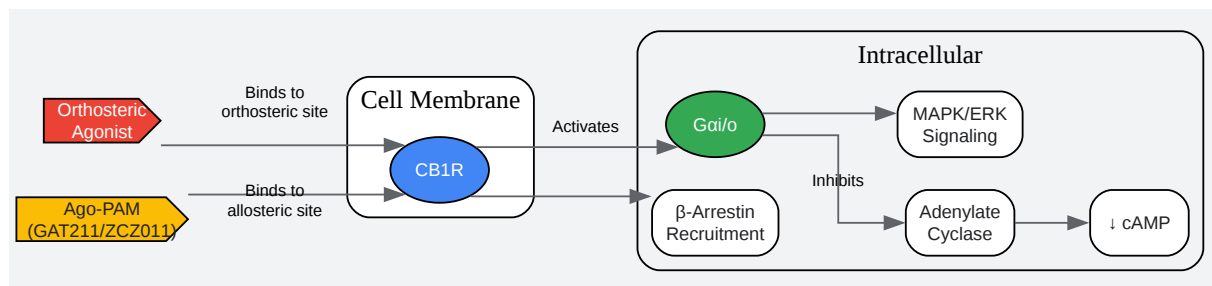 Intracellular
Cell Membrane
Orthosteric
Agonist
Binds to
orthosteric site
CB1R
Activates
Gαi/o
MAPK/ERK
Signaling
Inhibits
Ago-PAM
(GAT211/ZCZ011)
Binds to
allosteric site
β-Arrestin
Recruitment
Adenylate
Cyclase
↓ cAMP